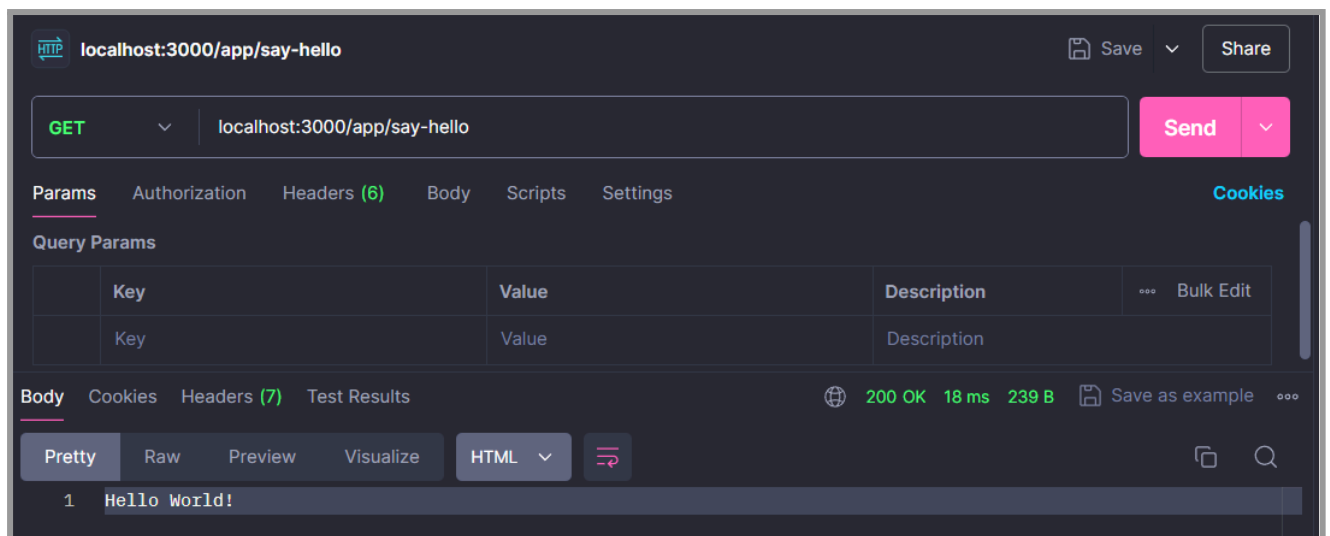 HTTP localhost:3000/app/say-hello Save Share
GET localhost:3000/app/say-hello Send
Params Authorization Headers (6) Body Scripts Settings Cookies
Query Params
Key Value Description Bulk Edit
Key Value Description
Body Cookies Headers (7) Test Results 200 OK 18 ms 239 B Save as example
Pretty Raw Preview Visualize HTML
1 Hello World!